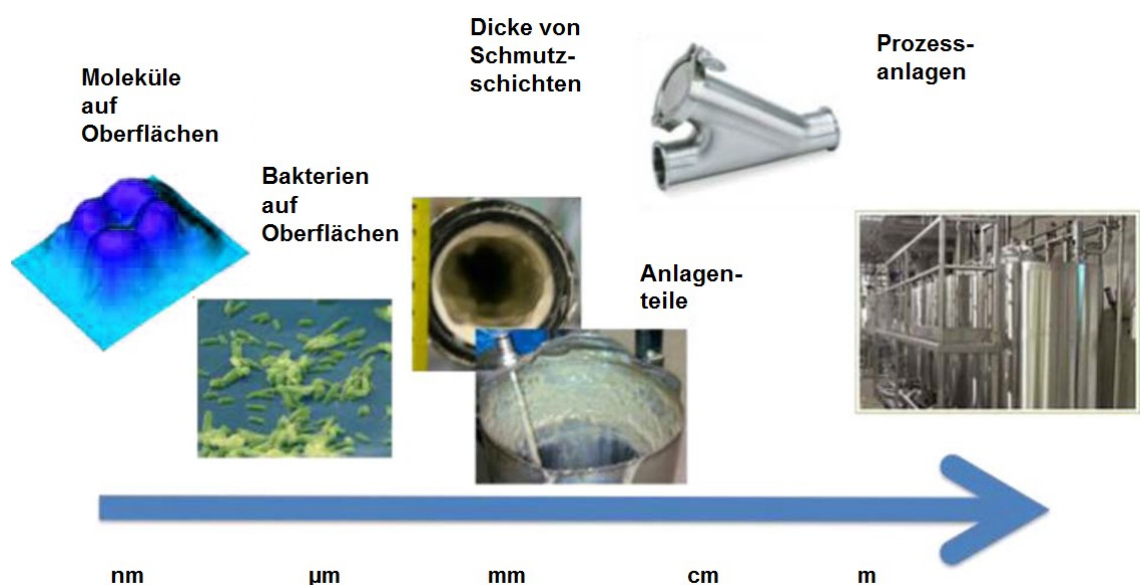 Moleküle
auf
Oberflächen
Bakterien
auf
Oberflächen
Dicke von
Schmutz-
schichten
Anlagen-
teile
Prozess-
anlagen
nm
µm
mm
cm
m